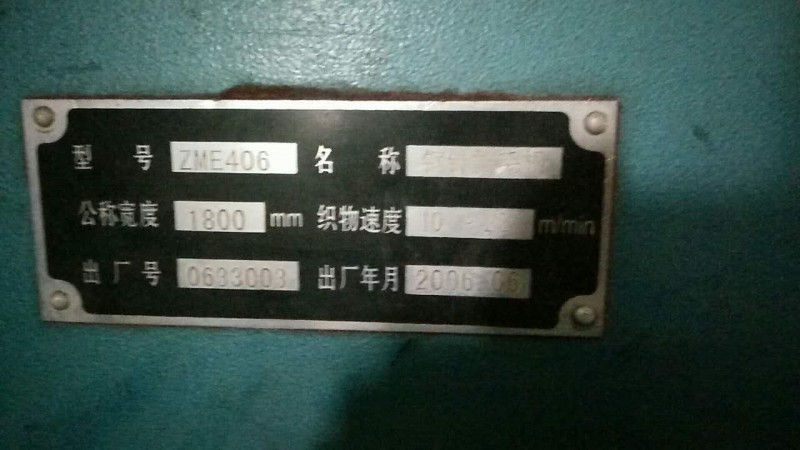 型号 ZME406 名称
公称宽度 1800 mm 织物速度 10 m/min
出厂号 0633003 出厂年月 2006-06